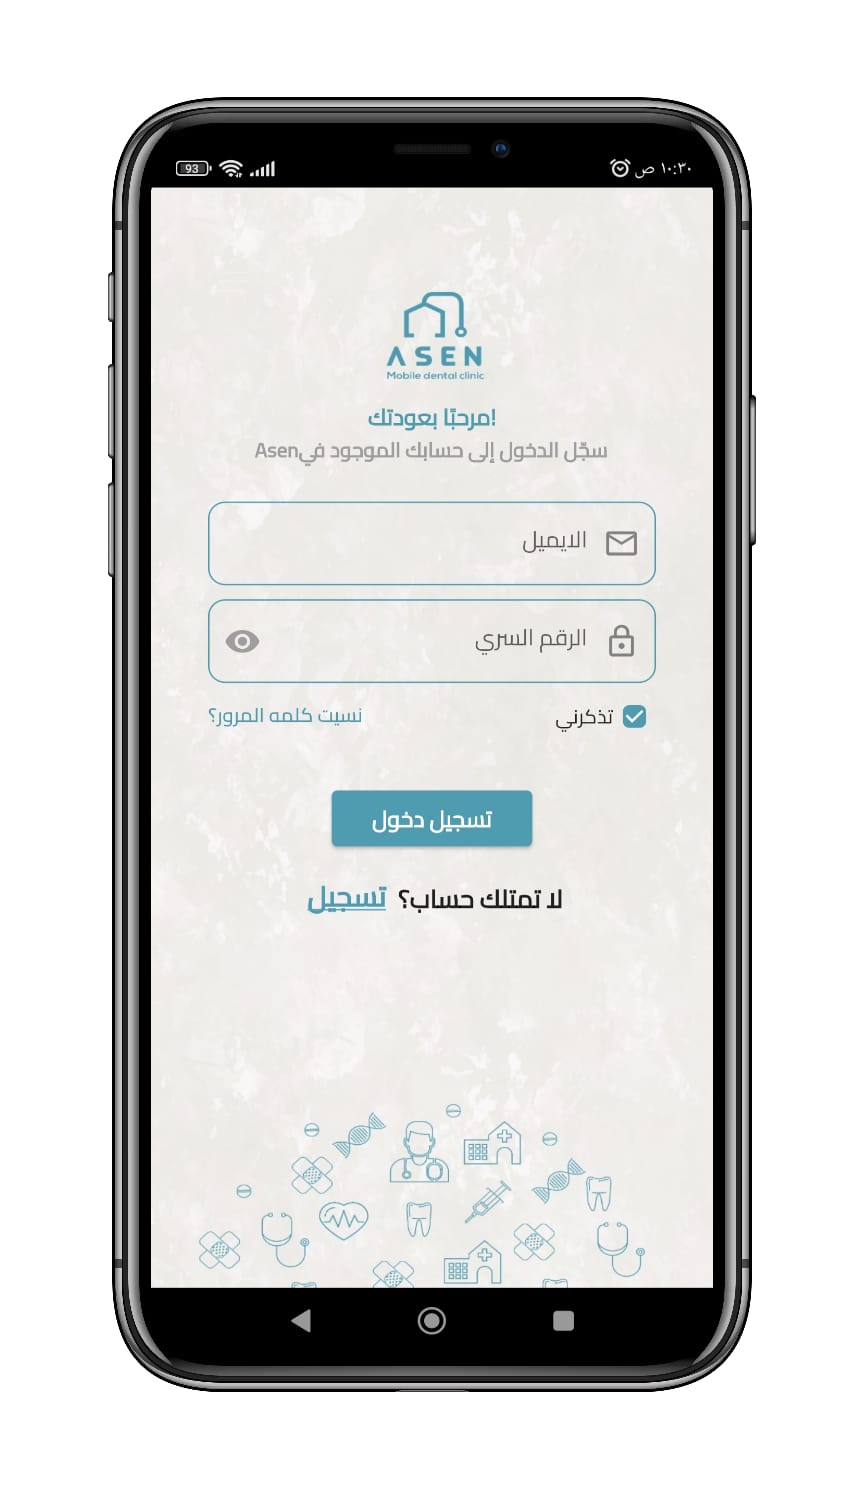 ١٠:٣٠ ص 93
ASEN
Mobile dental clinic
!مرحبًا بعودتك
سجّل الدخول إلى حسابك الموجود فيAsen
الايميل
الرقم السري
تذكرني نسيت كلمه المرور؟
تسجيل دخول
لا تمتلك حساب؟ تسجيل